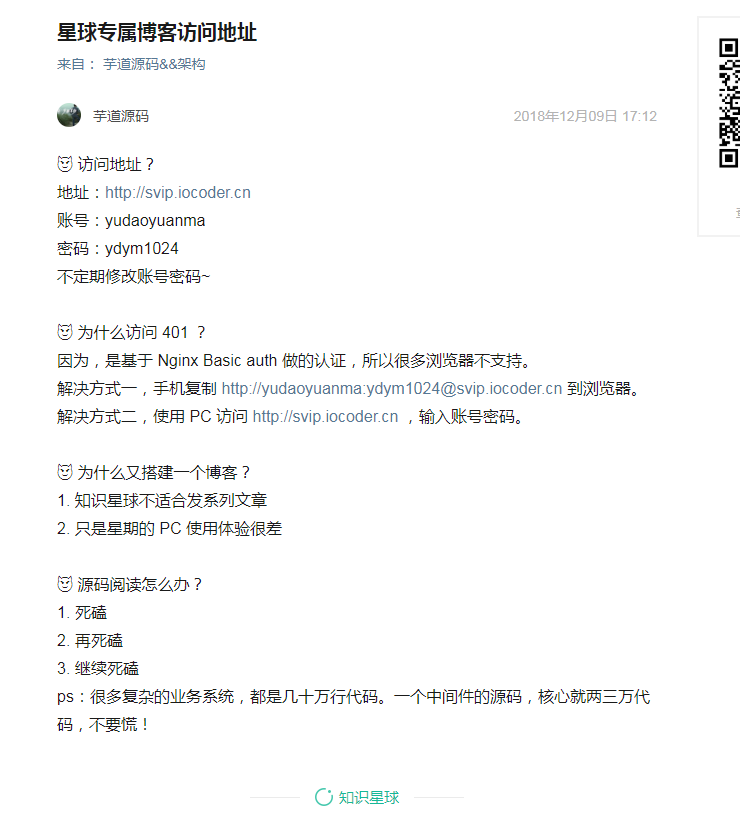 星球专属博客访问地址
来自： 芋道源码&&架构
芋道源码
2018年12月09日 17:12
😈 访问地址？
地址：http://svip.iocoder.cn
账号：yudaoyuanma
密码：ydym1024
不定期修改账号密码~
😈 为什么访问 401 ？
因为，是基于 Nginx Basic auth 做的认证，所以很多浏览器不支持。
解决方式一，手机复制 http://yudaoyuanma:ydym1024@svip.iocoder.cn 到浏览器。
解决方式二，使用 PC 访问 http://svip.iocoder.cn ，输入账号密码。
😈 为什么又搭建一个博客？
1. 知识星球不适合发系列文章
2. 只是星期的 PC 使用体验很差
😈 源码阅读怎么办？
1. 死磕
2. 再死磕
3. 继续死磕
ps：很多复杂的业务系统，都是几十万行代码。一个中间件的源码，核心就两三万代
码，不要慌！
知识星球